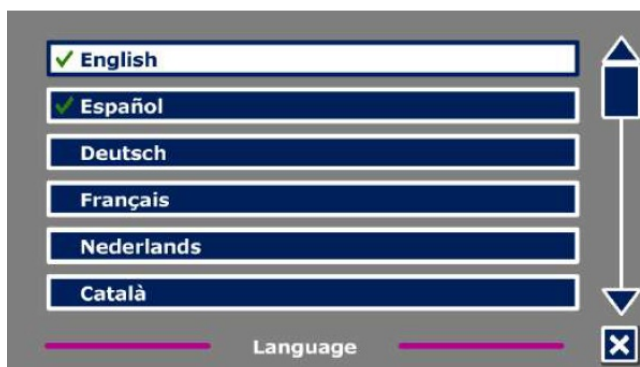 English
Español
Deutsch
Français
Nederlands
Català
Language